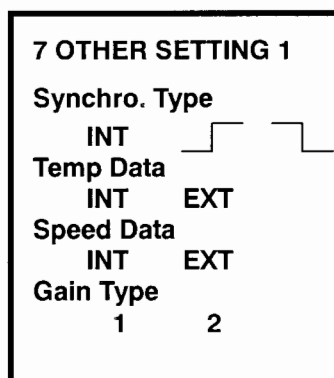 7 OTHER SETTING 1
Synchro. Type
INT
Temp Data
INT EXT
Speed Data
INT EXT
Gain Type
1 2